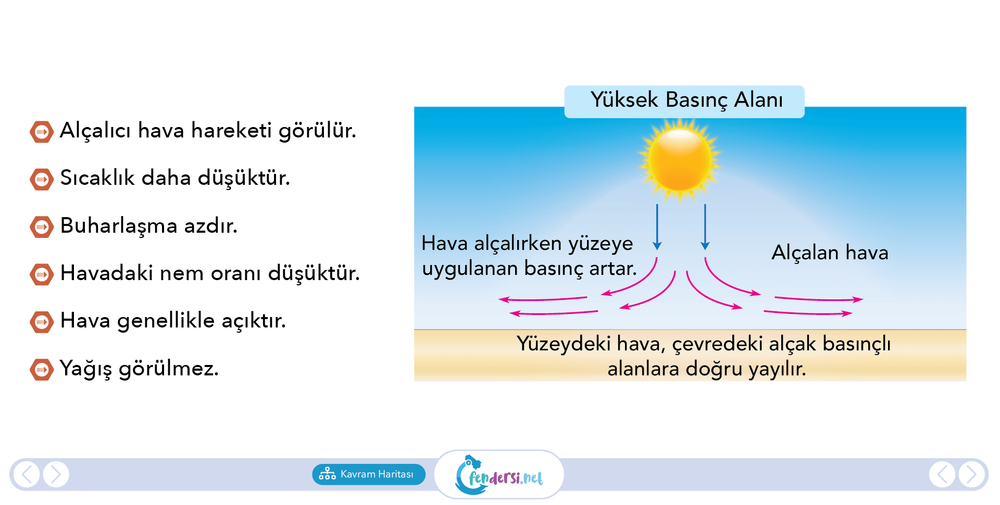 Yüksek Basınç Alanı
Alçalıcı hava hareketi görülür.
Sıcaklık daha düşüktür.
Buharlaşma azdır.
Havadaki nem oranı düşüktür.
Hava genellikle açıktır.
Yağış görülmez.
Hava alçalırken yüzeye
uygulanan basınç artar.
Alçalan hava
Yüzeydeki hava, çevredeki alçak basınçlı
alanlara doğru yayılır.
Kavram Haritası
fendersi.net